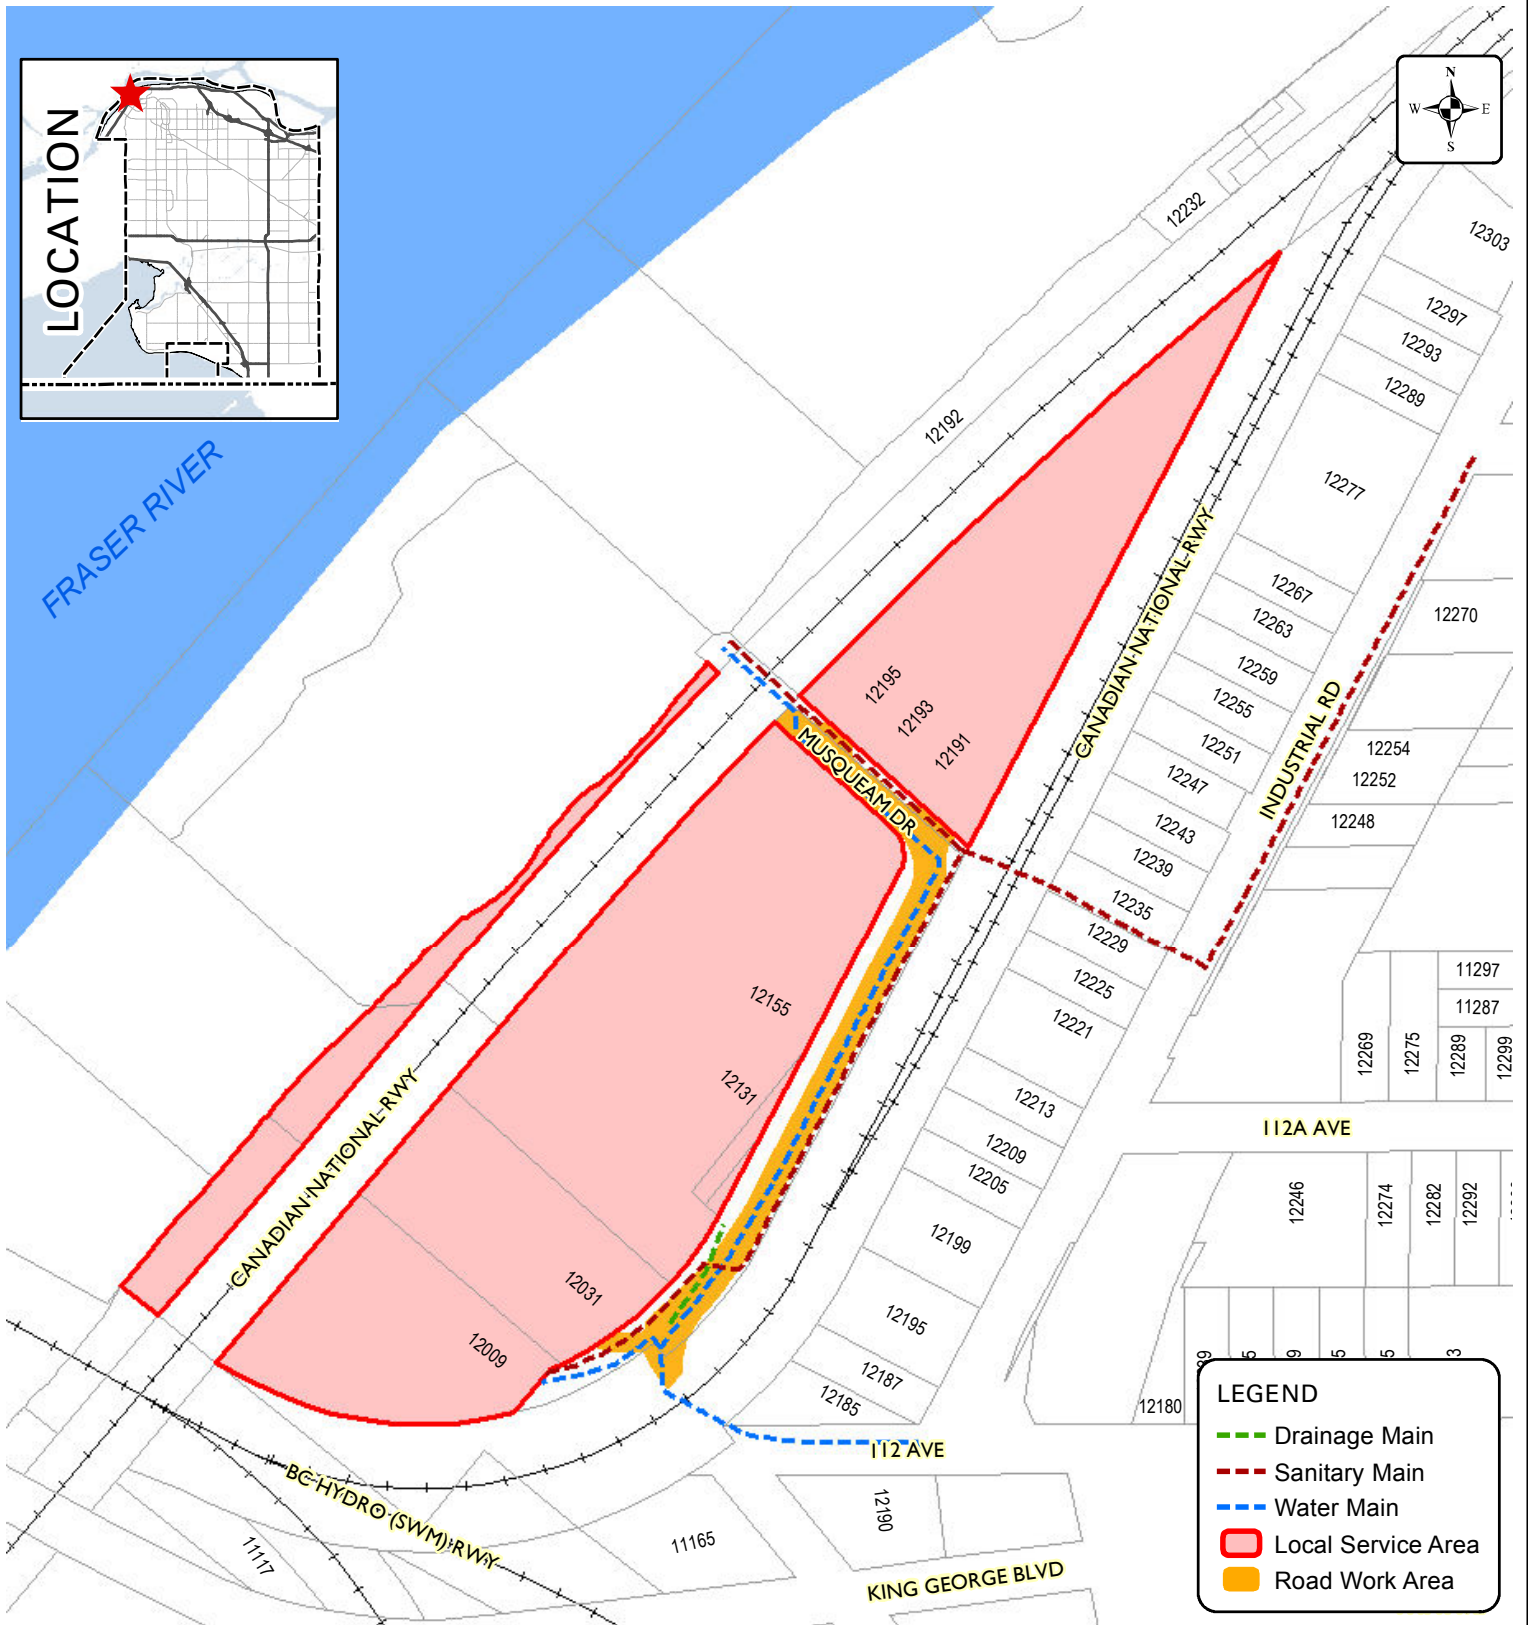 LOCATION
N
W E
S
FRASER RIVER
12232
12303
12297
12293
12289
12192
12277
CANADIAN NATIONAL RWY
12267
12263
12270
12259
12255
12195
12193
12191
12251
12247
INDUSTRIAL RD
12254
12252
12248
MUSQUEAM DR
12243
12239
12235
12229
12225
12221
11297
11287
12269
12275
12289
12299
12155
12131
12213
12209
12205
112A AVE
CANADIAN NATIONAL RWY
12199
12246
12274
12282
12292
12031
12009
12195
12187
12185
12180
112 AVE
BC HYDRO (SWM) RWY
11117
11165
12190
KING GEORGE BLVD
LEGEND
Drainage Main
Sanitary Main
Water Main
Local Service Area
Road Work Area